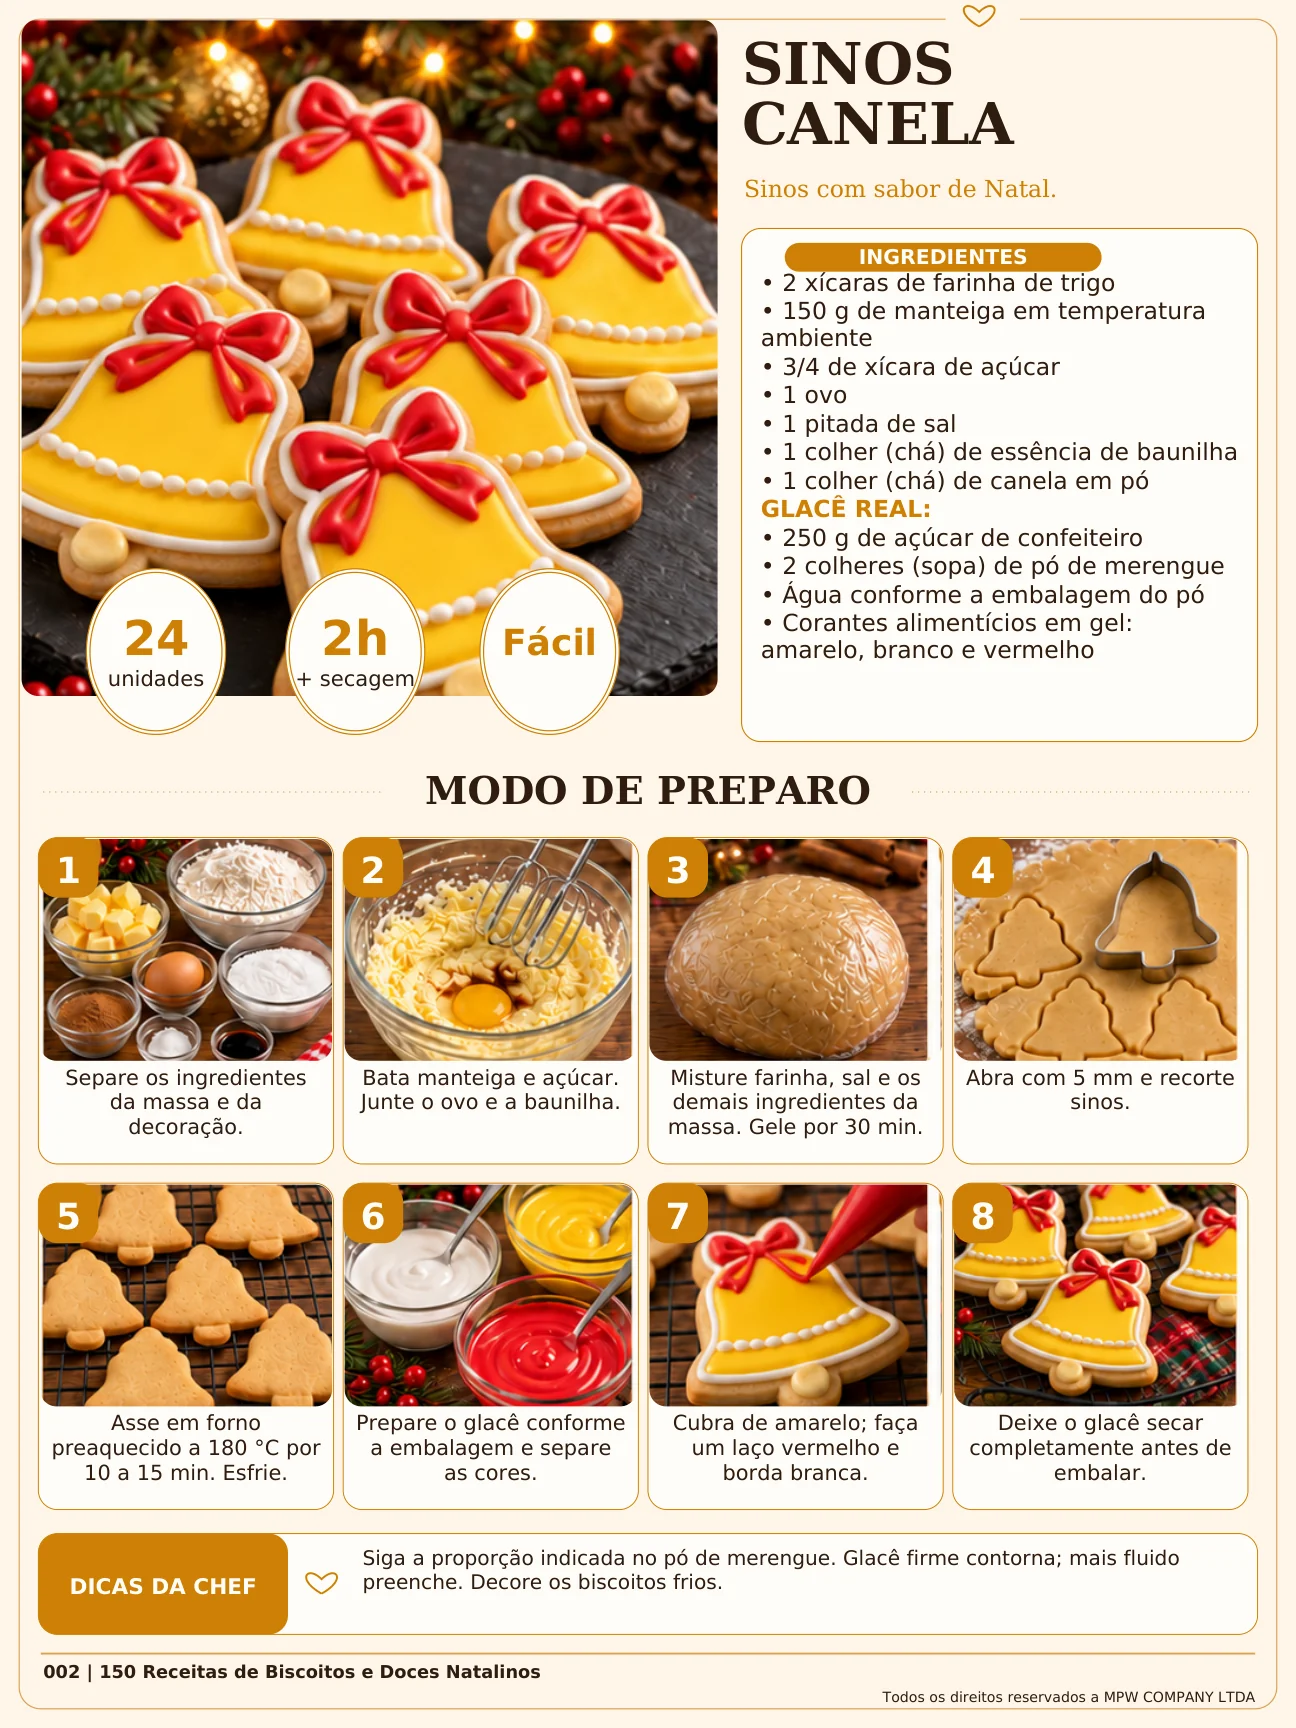 SINOS
CANELA
Sinos com sabor de Natal.
INGREDIENTES
• 2 xícaras de farinha de trigo
• 150 g de manteiga em temperatura
ambiente
• 3/4 de xícara de açúcar
• 1 ovo
• 1 pitada de sal
• 1 colher (chá) de essência de baunilha
• 1 colher (chá) de canela em pó
GLACÊ REAL:
• 250 g de açúcar de confeiteiro
• 2 colheres (sopa) de pó de merengue
• Água conforme a embalagem do pó
• Corantes alimentícios em gel:
amarelo, branco e vermelho
24
unidades
2h
+ secagem
Fácil
MODO DE PREPARO
1
Separe os ingredientes
da massa e da
decoração.
2
Bata manteiga e açúcar.
Junte o ovo e a baunilha.
3
Misture farinha, sal e os
demais ingredientes da
massa. Gele por 30 min.
4
Abra com 5 mm e recorte
sinos.
5
Asse em forno
preaquecido a 180 °C por
10 a 15 min. Esfrie.
6
Prepare o glacê conforme
a embalagem e separe
as cores.
7
Cubra de amarelo; faça
um laço vermelho e
borda branca.
8
Deixe o glacê secar
completamente antes de
embalar.
DICAS DA CHEF
Siga a proporção indicada no pó de merengue. Glacê firme contorna; mais fluido
preenche. Decore os biscoitos frios.
002 | 150 Receitas de Biscoitos e Doces Natalinos
Todos os direitos reservados a MPW COMPANY LTDA